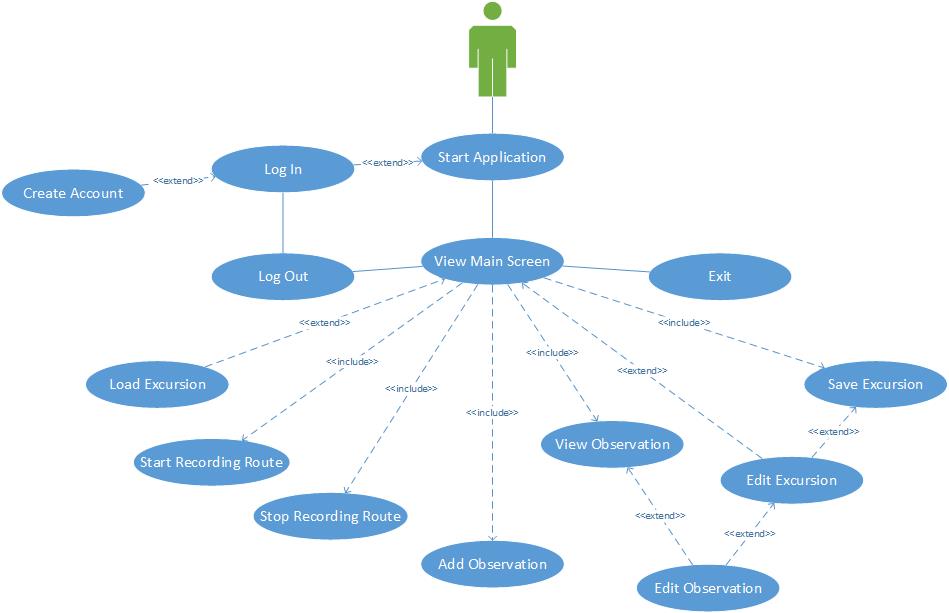 Start Application
Log In
<<extend>>
Create Account
<<extend>>
View Main Screen
Log Out
Exit
<<extend>>
<<include>>
<<include>>
<<include>>
<<include>>
<<extend>>
<<include>>
Load Excursion
Save Excursion
<<extend>>
View Observation
Start Recording Route
Edit Excursion
Stop Recording Route
<<extend>>
<<extend>>
Add Observation
Edit Observation